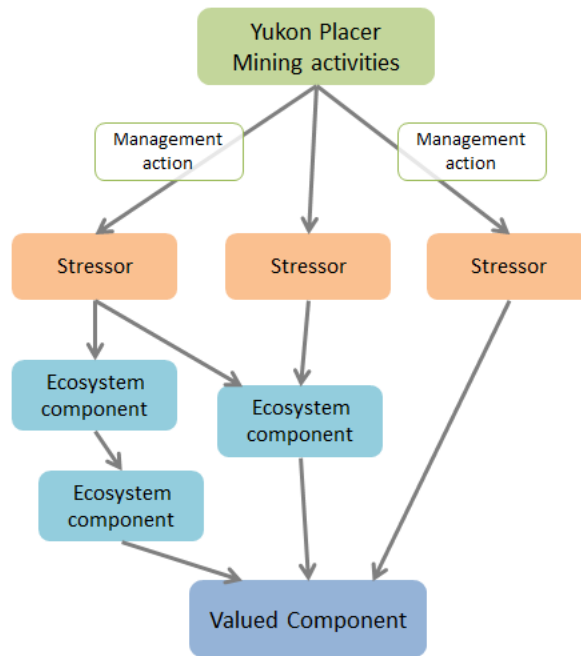 Yukon Placer
Mining activities
Management
action
Management
action
Stressor
Stressor
Stressor
Ecosystem
component
Ecosystem
component
Ecosystem
component
Valued Component